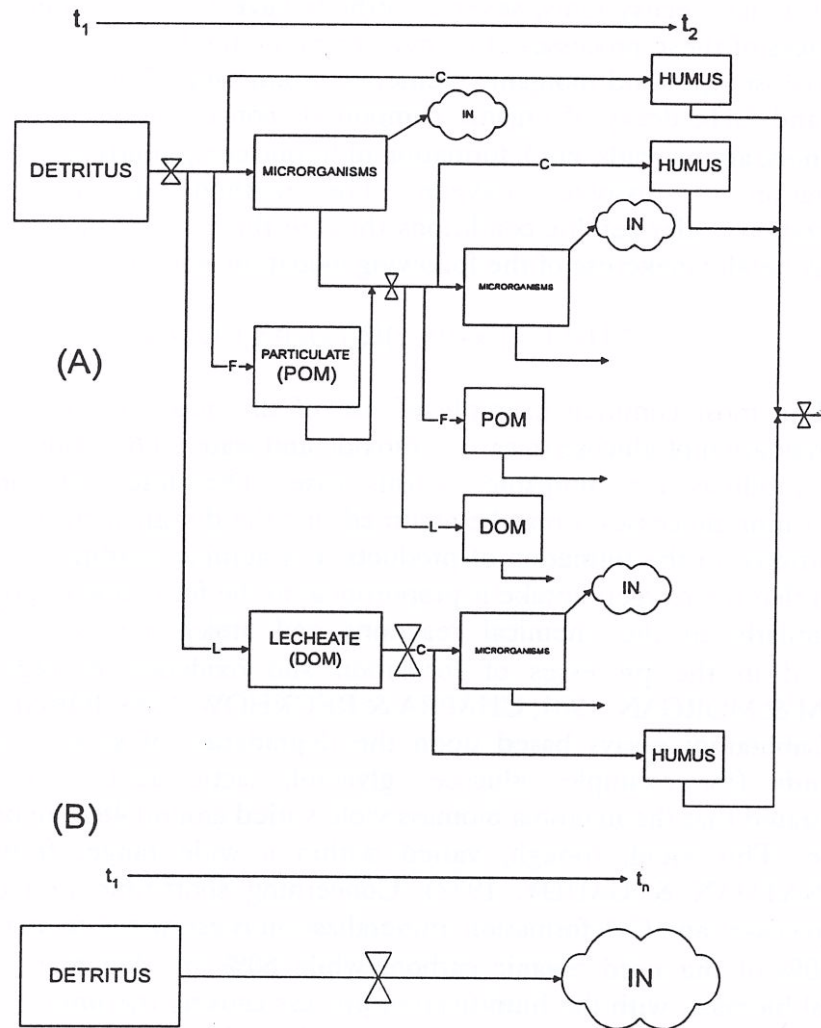 t₁ t₂
C HUMUS
IN
DETRITUS MICRORGANISMS
C HUMUS
IN
MICRORGANISMS
(A)
F PARTICULATE
(POM)
F POM
L DOM
IN
L LECHEATE
(DOM)
C MICRORGANISMS
HUMUS
(B)
t₁ tₙ
DETRITUS IN